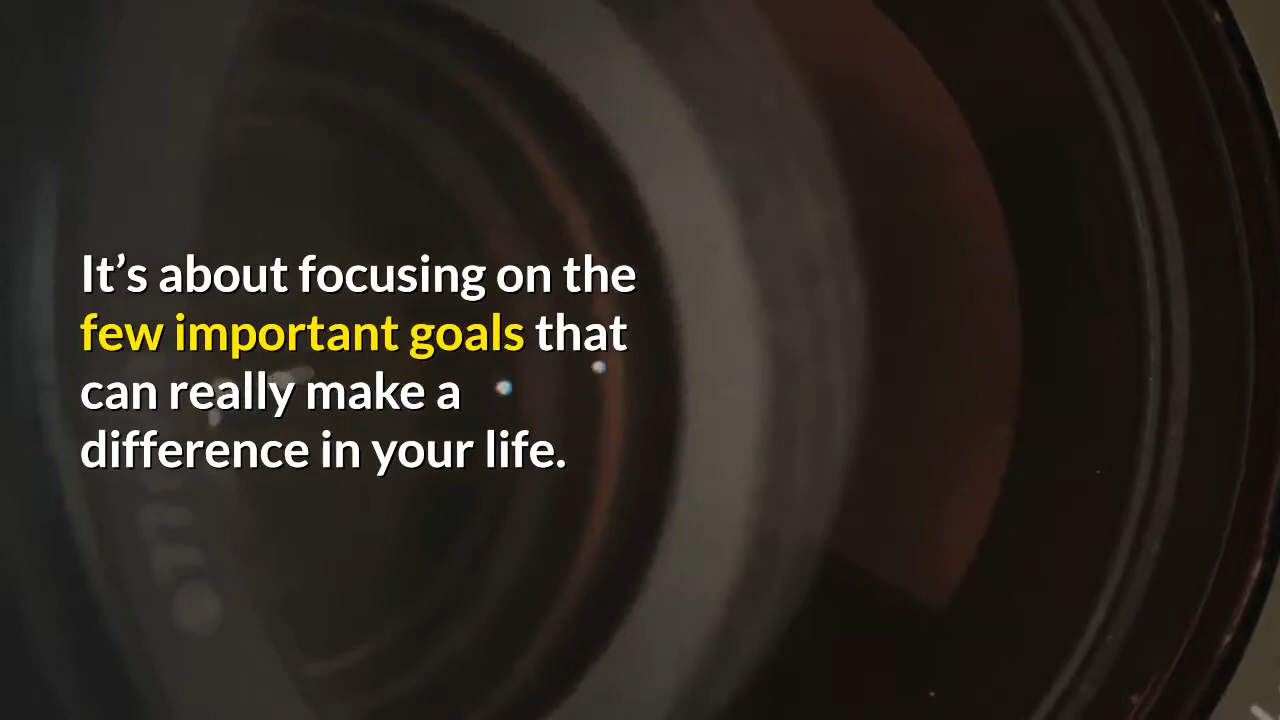 It’s about focusing on the
few important goals that
can really make a
difference in your life.